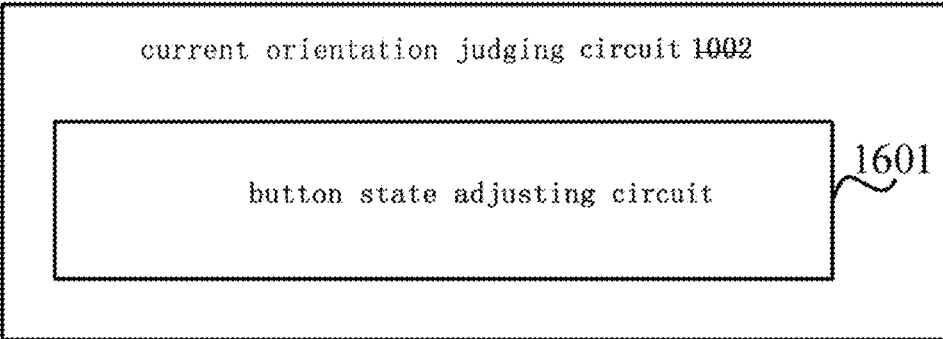 current orientation judging circuit 1002
1601
button state adjusting circuit